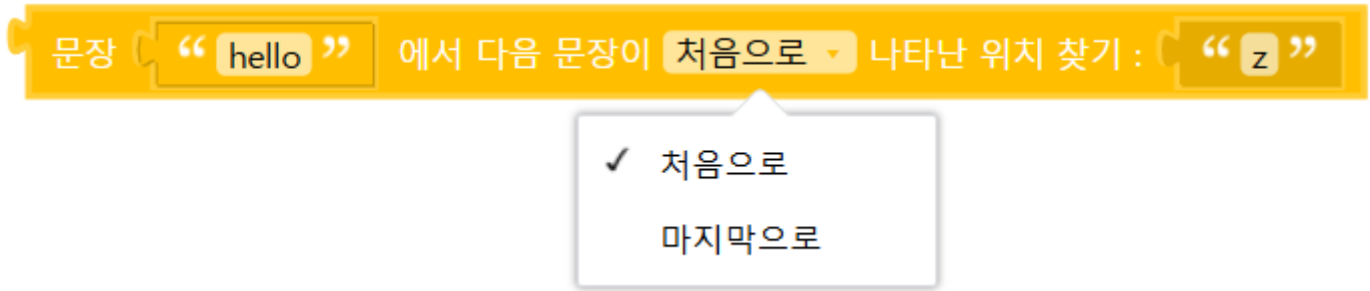 문장 “ hello ” 에서 다음 문장이 처음으로 나타난 위치 찾기 : “ z ”
✓ 처음으로
마지막으로